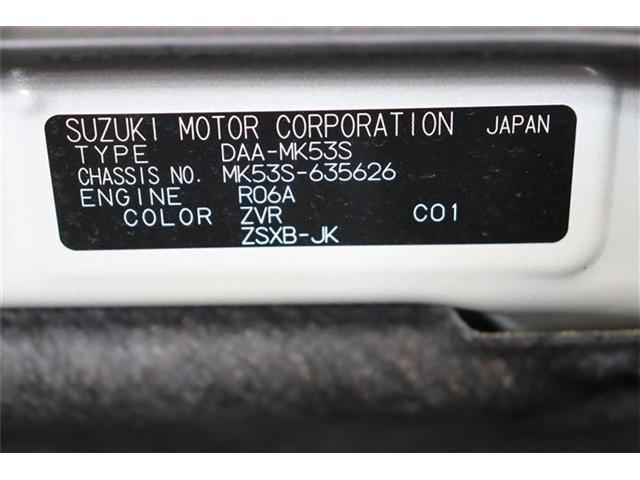 SUZUKI MOTOR CORPORATION JAPAN
TYPE DAA-MK53S
CHASSIS NO. MK53S-635626
ENGINE R06A
COLOR ZVR C01
ZSXB-JK